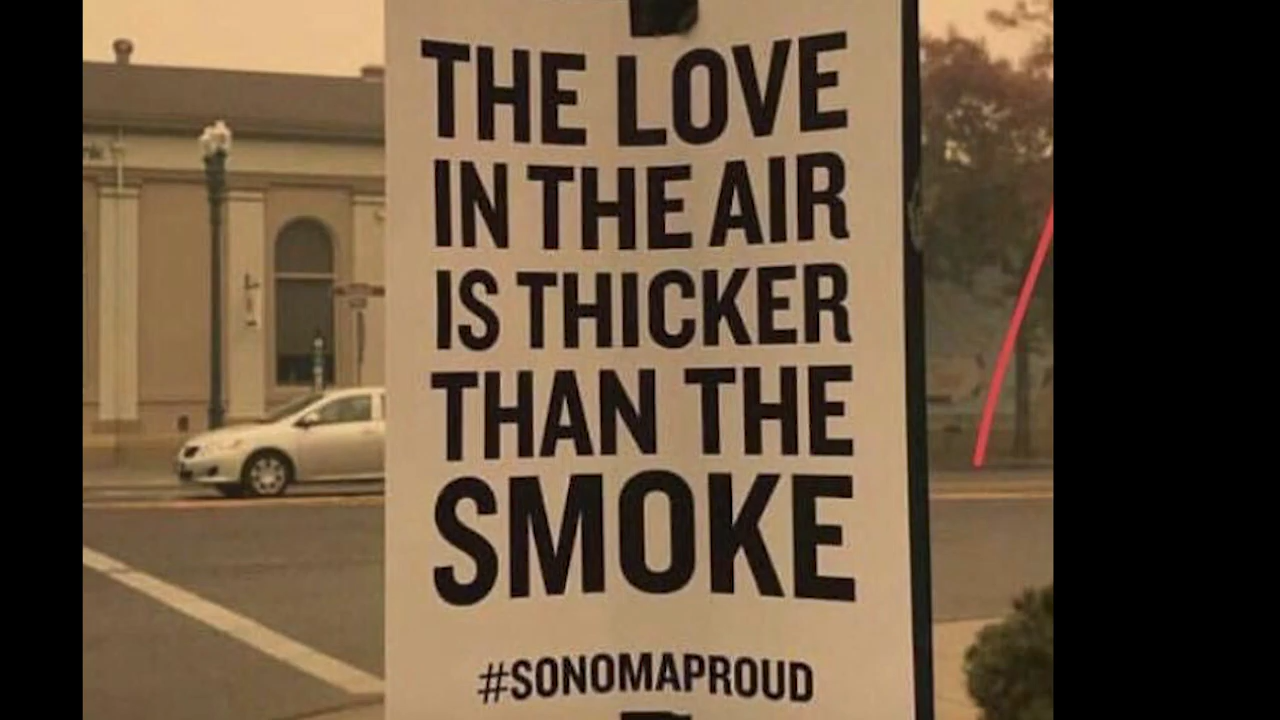 THE LOVE
IN THE AIR
IS THICKER
THAN THE
SMOKE
#SONOMAPROUD